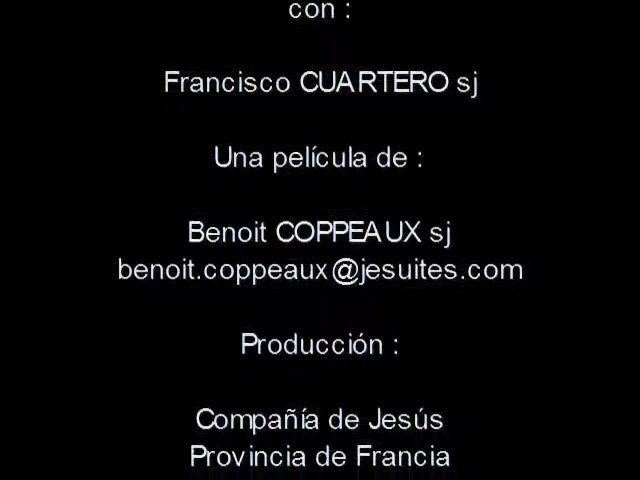 con :
Francisco CUARTERO sj
Una película de :
Benoit COPPEAUX sj
benoit.coppeaux@jesuites.com
Producción :
Compañía de Jesús
Provincia de Francia